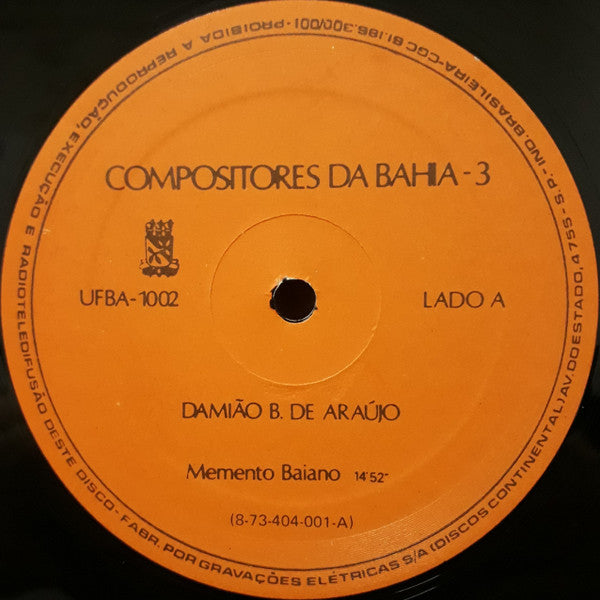 COMPOSITORES DA BAHIA - 3
UFBA-1002
LADO A
DAMIÃO B. DE ARAÚJO
Memento Baiano 14'52"
(8-73-404-001-A)
PROIBIDA A REPRODUÇÃO, EXECUÇÃO E RADIOTELEDIFUSÃO DESTE DISCO - FABR. POR GRAVAÇÕES ELÉTRICAS S/A (DISCOS CONTINENTAL) AV. DO ESTADO, 4755 - S.P. - IND. BRASILEIRA - CGC 61.186.300/001 -